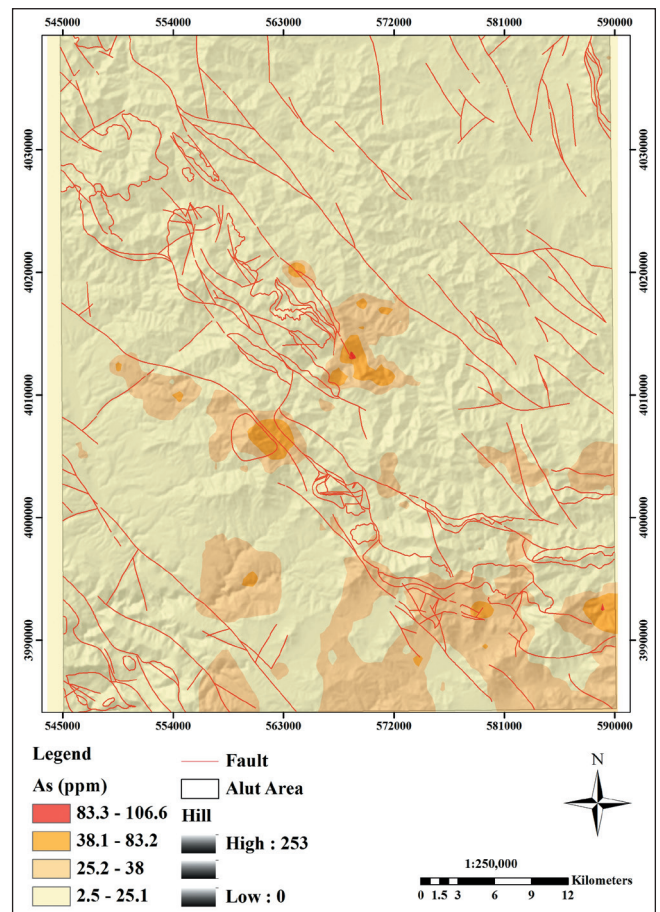 545000 554000 563000 572000 581000 590000
4030000
4030000
4020000
4020000
4010000
4010000
4000000
4000000
3990000
3990000
545000 554000 563000 572000 581000 590000
Legend
As (ppm)
83.3 - 106.6
38.1 - 83.2
25.2 - 38
2.5 - 25.1
Fault
Alut Area
Hill
High : 253
Low : 0
N
1:250,000
Kilometers
0 1.5 3 6 9 12